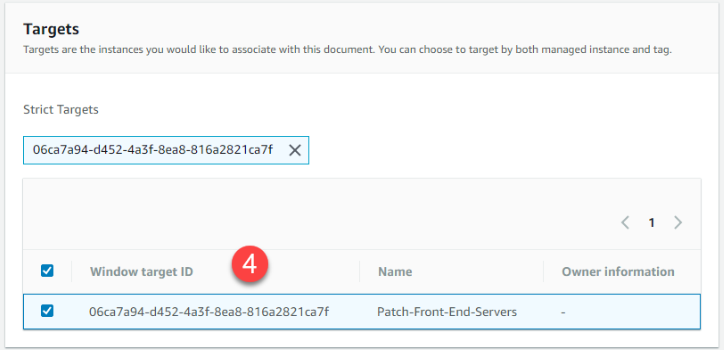 Targets
Targets are the instances you would like to associate with this document. You can choose to target by both managed instance and tag.
Strict Targets
06ca7a94-d452-4a3f-8ea8-816a2821ca7f
1
Window target ID 4 Name Owner information
06ca7a94-d452-4a3f-8ea8-816a2821ca7f Patch-Front-End-Servers -